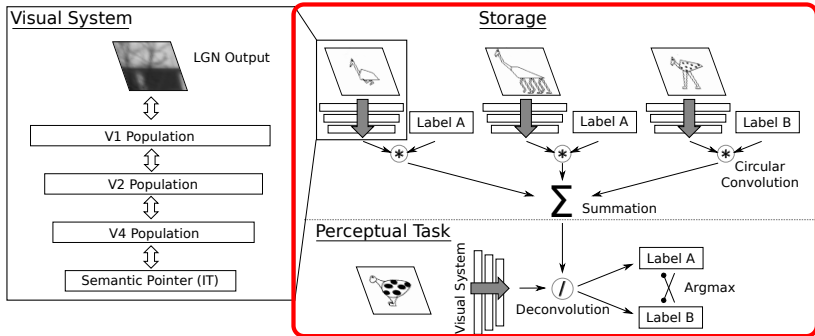 Visual System
LGN Output
V1 Population
V2 Population
V4 Population
Semantic Pointer (IT)
Storage
Label A
Label A
Label B
*
*
*
Circular
Convolution
Σ
Summation
Perceptual Task
Visual System
/
Deconvolution
Label A
Argmax
Label B